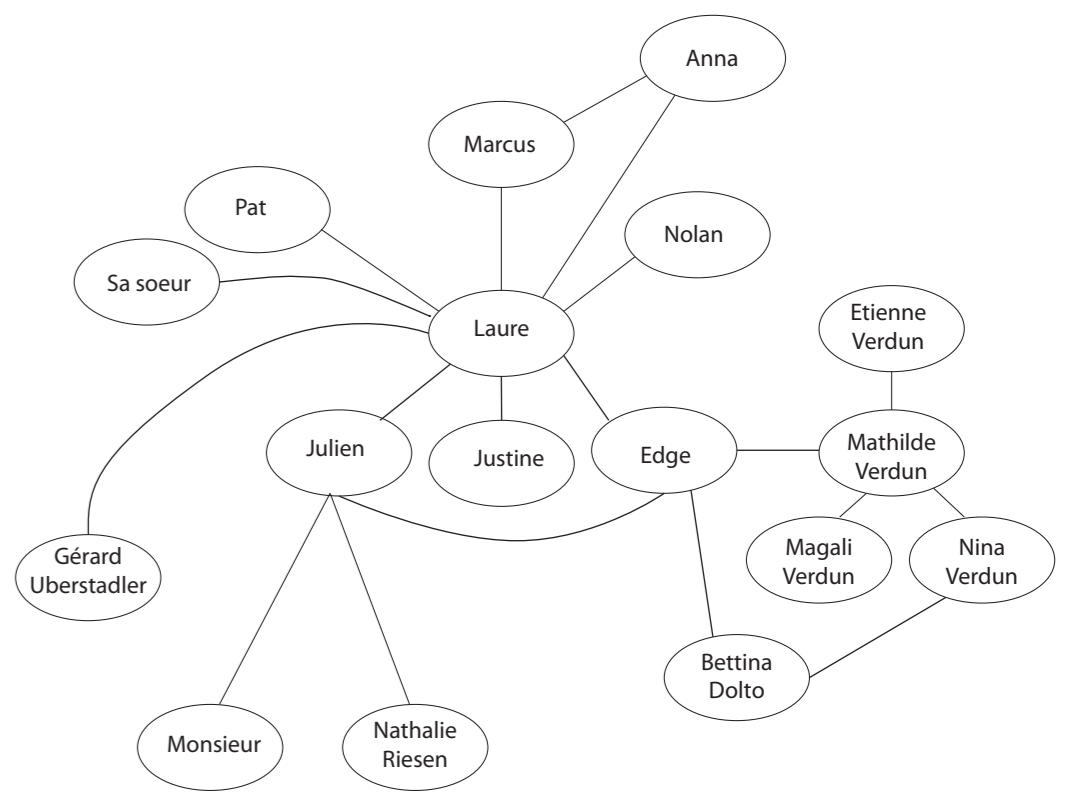 Anna
Marcus
Pat
Nolan
Sa soeur
Laure
Etienne
Verdun
Julien
Justine
Edge
Mathilde
Verdun
Gérard
Uberstadler
Magali
Verdun
Nina
Verdun
Bettina
Dolto
Monsieur
Nathalie
Riesen